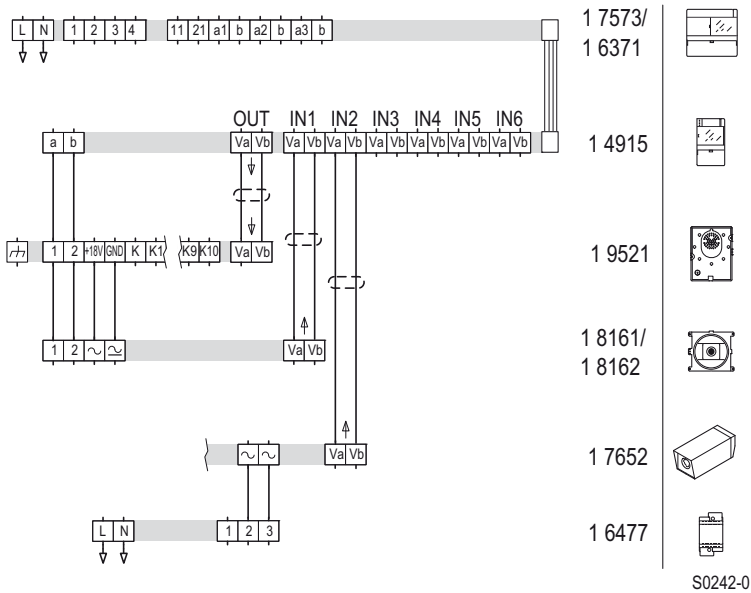 L N 1 2 3 4 11 21 a1 b a2 b a3 b 1 7573/
1 6371
OUT IN1 IN2 IN3 IN4 IN5 IN6
a b Va Vb Va Vb Va Vb Va Vb Va Vb Va Vb Va Vb 1 4915
1 2 +18V GND K K1 K9 K10 Va Vb 1 9521
1 2 Va Vb 1 8161/
1 8162
Va Vb 1 7652
L N 1 2 3 1 6477
S0242-0